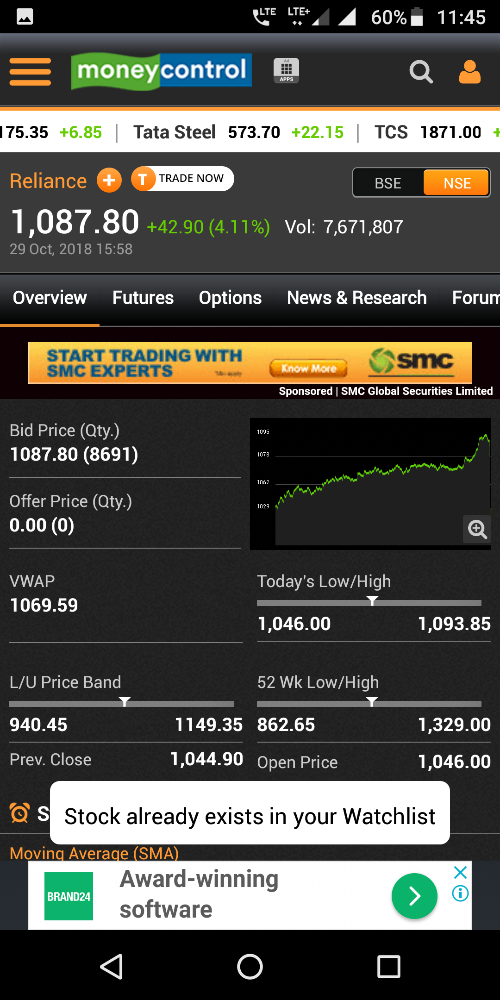 LTE LTE+ 60% 11:45
moneycontrol Ad APPS
175.35 +6.85 | Tata Steel 573.70 +22.15 | TCS 1871.00 +
Reliance + T TRADE NOW BSE NSE
1,087.80 +42.90 (4.11%) Vol: 7,671,807
29 Oct, 2018 15:58
Overview Futures Options News & Research Forum
START TRADING WITH
SMC EXPERTS Know More smc
Sponsored | SMC Global Securities Limited
Bid Price (Qty.)
1087.80 (8691)
Offer Price (Qty.)
0.00 (0)
1095
1078
1062
1029
VWAP
1069.59
Today's Low/High
1,046.00 1,093.85
L/U Price Band
940.45 1149.35
52 Wk Low/High
862.65 1,329.00
Prev. Close 1,044.90
Open Price 1,046.00
S
Stock already exists in your Watchlist
Moving Average (SMA)
BRAND24
Award-winning
software